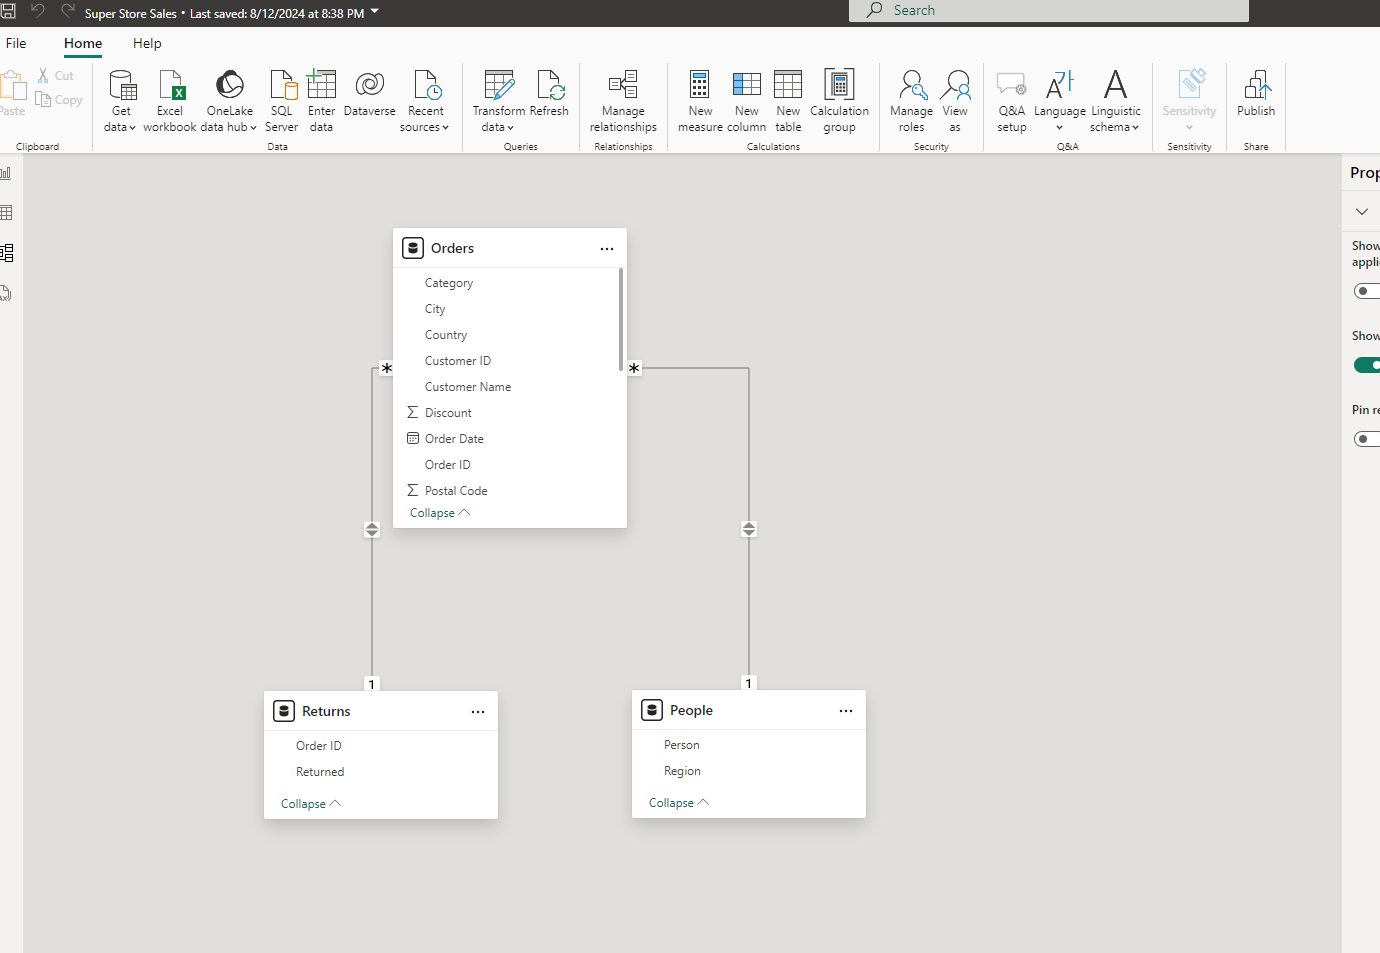 Super Store Sales • Last saved: 8/12/2024 at 8:38 PM
Search
File Home Help
Paste
Cut
Copy
Clipboard
Get data
Excel workbook
OneLake data hub
SQL Server
Enter data
Dataverse
Recent sources
Data
Transform data
Refresh
Queries
Manage relationships
Relationships
New measure
New column
New table
Calculation group
Calculations
Manage roles
View as
Security
Q&A setup
Language
Linguistic schema
Q&A
Sensitivity
Sensitivity
Publish
Share
Prop
Show
appli
Show
Pin re
Orders
Category
City
Country
Customer ID
Customer Name
Discount
Order Date
Order ID
Postal Code
Collapse
*
*
1
1
Returns
Order ID
Returned
Collapse
People
Person
Region
Collapse